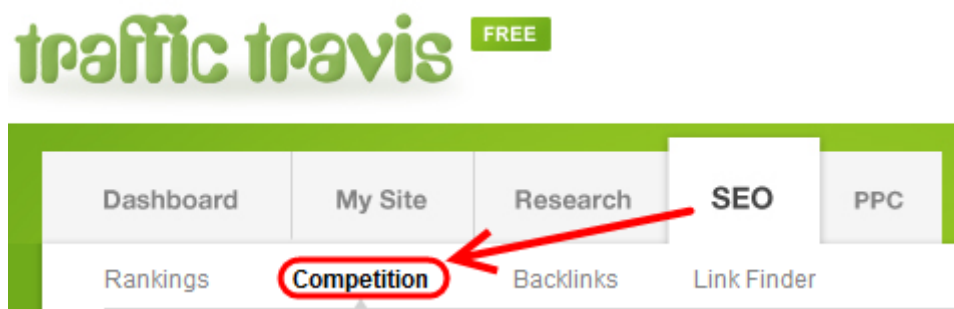 traffic travis FREE
Dashboard My Site Research SEO PPC
Rankings Competition Backlinks Link Finder